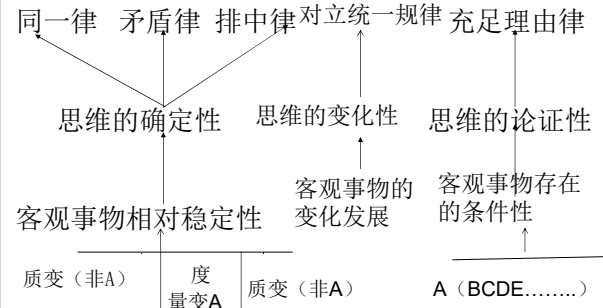 同一律 矛盾律 排中律 对立统一规律 充足理由律
思维的确定性 思维的变化性 思维的论证性
客观事物的
变化发展
客观事物存在
的条件性
客观事物相对稳定性
质变（非A）
度
量变A
质变（非A）
A（BCDE……..）